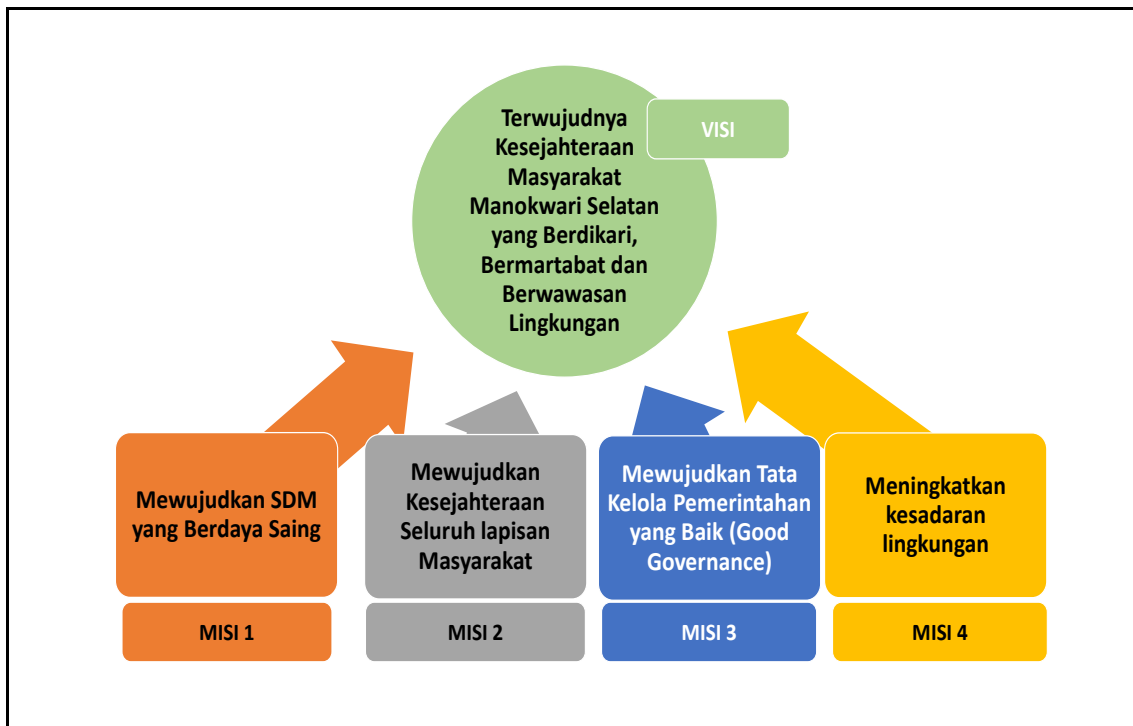 Terwujudnya
Kesejahteraan
Masyarakat
Manokwari Selatan
yang Berdikari,
Bermartabat dan
Berwawasan
Lingkungan
VISI
Mewujudkan SDM
yang Berdaya Saing
MISI 1
Mewujudkan
Kesejahteraan
Seluruh lapisan
Masyarakat
MISI 2
Mewujudkan Tata
Kelola Pemerintahan
yang Baik (Good
Governance)
MISI 3
Meningkatkan
kesadaran
lingkungan
MISI 4